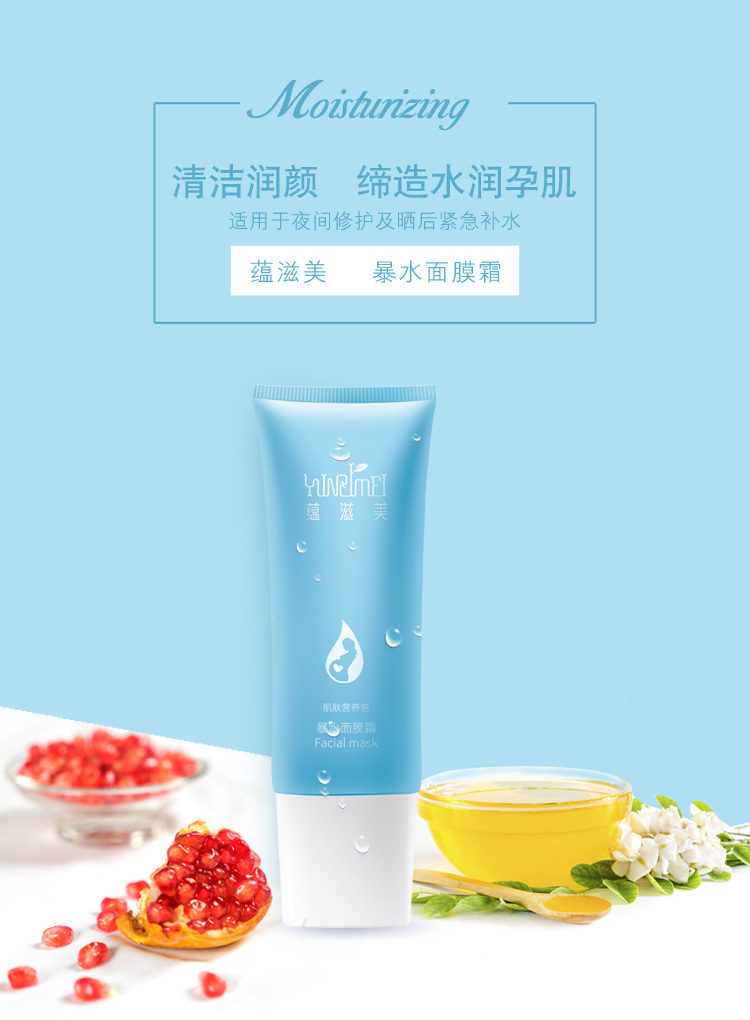 Moisturizing
清洁润颜 缔造水润孕肌
适用于夜间修护及晒后紧急补水
蕴滋美 暴水面膜霜
蕴滋美
肌肤营养包
暴水面膜霜
Facial mask